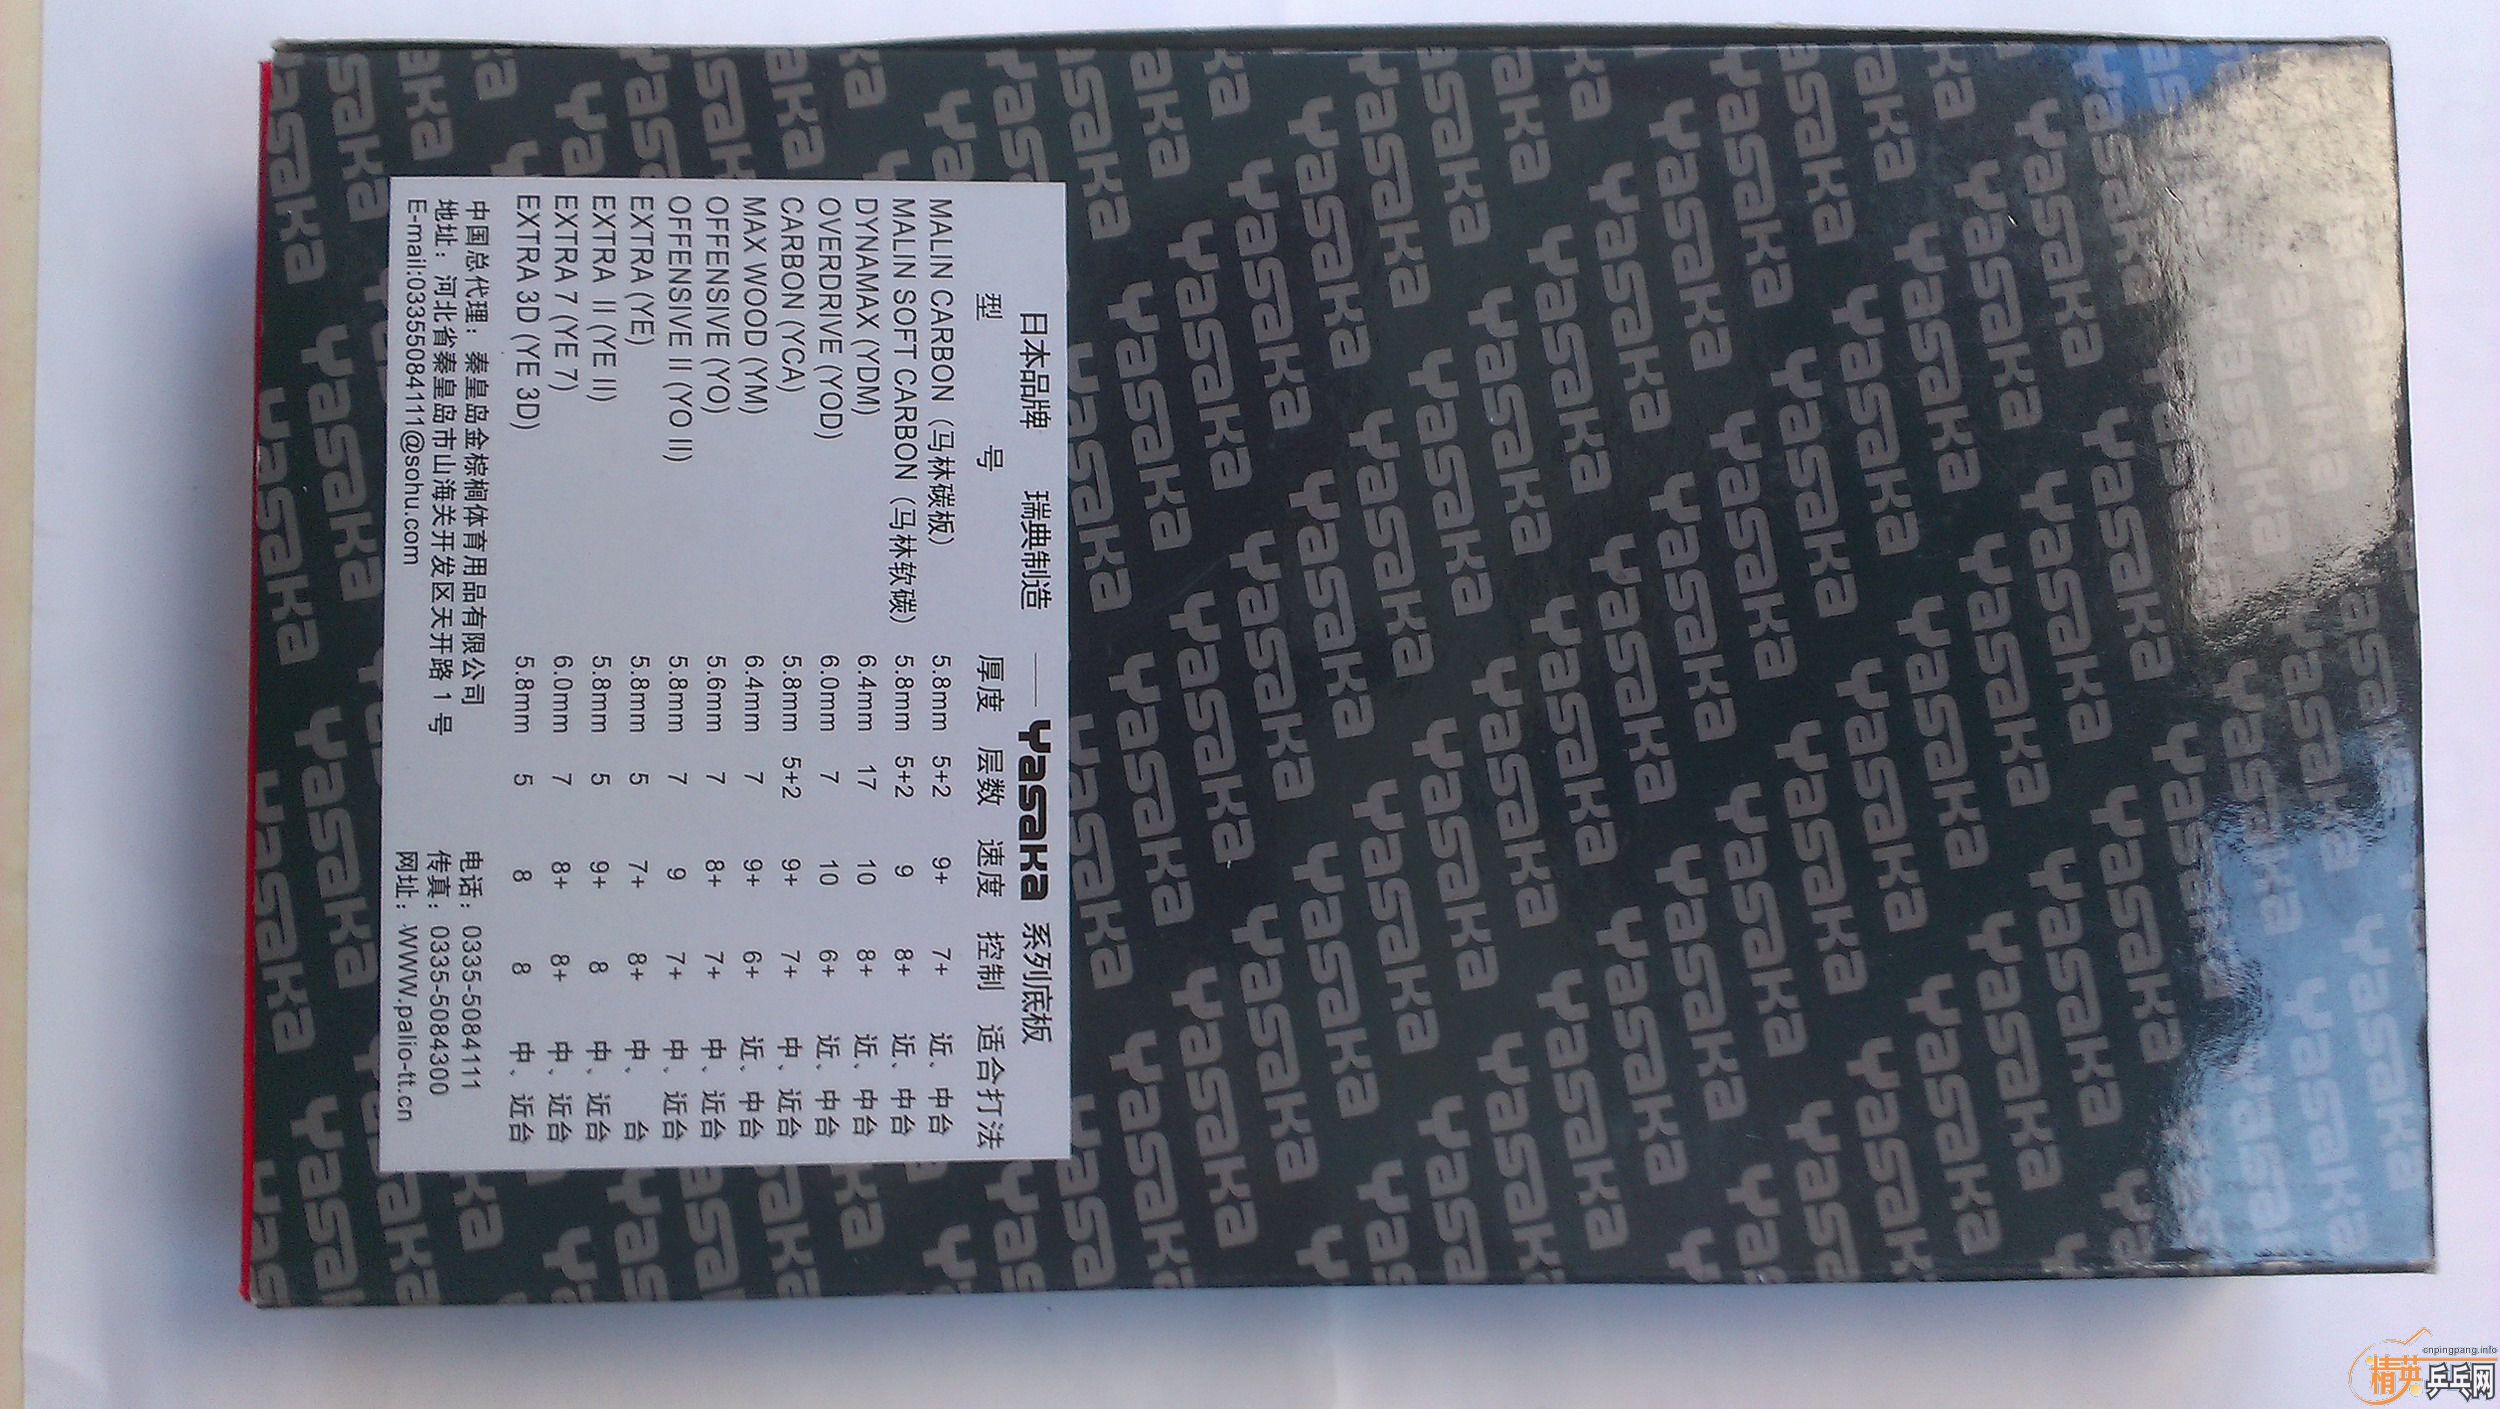 日本品牌 瑞典制造 —— Yasaka 系列底板
型 号 厚度 层数 速度 控制 适合打法
MALIN CARBON（马林碳板） 5.8mm 5+2 9+ 7+ 近、中台
MALIN SOFT CARBON（马林软碳） 5.8mm 5+2 9 8+ 近、中台
DYNAMAX (YDM) 6.4mm 17 10 8+ 近、中台
OVERDRIVE (YOD) 6.0mm 7 10 6+ 近、中台
CARBON (YCA) 5.8mm 5+2 9+ 7+ 中、近台
MAX WOOD (YM) 6.4mm 7 9+ 6+ 近、中台
OFFENSIVE (YO) 5.6mm 7 8+ 7+ 中、近台
OFFENSIVE II (YO II) 5.8mm 7 9 7+ 中、近台
EXTRA (YE) 5.8mm 5 7+ 8+ 中、 台
EXTRA II (YE II) 5.8mm 5 9+ 8 中、近台
EXTRA 7 (YE 7) 6.0mm 7 8+ 8+ 中、近台
EXTRA 3D (YE 3D) 5.8mm 5 8 8 中、近台
中国总代理：秦皇岛金棕榈体育用品有限公司 电话：0335-5084111
地址：河北省秦皇岛市山海关开发区天开路1号 传真：0335-5084300
E-mail:03355084111@sohu.com 网址：WWW.palio-tt.cn
cnpingpang.info
精英乒乓网